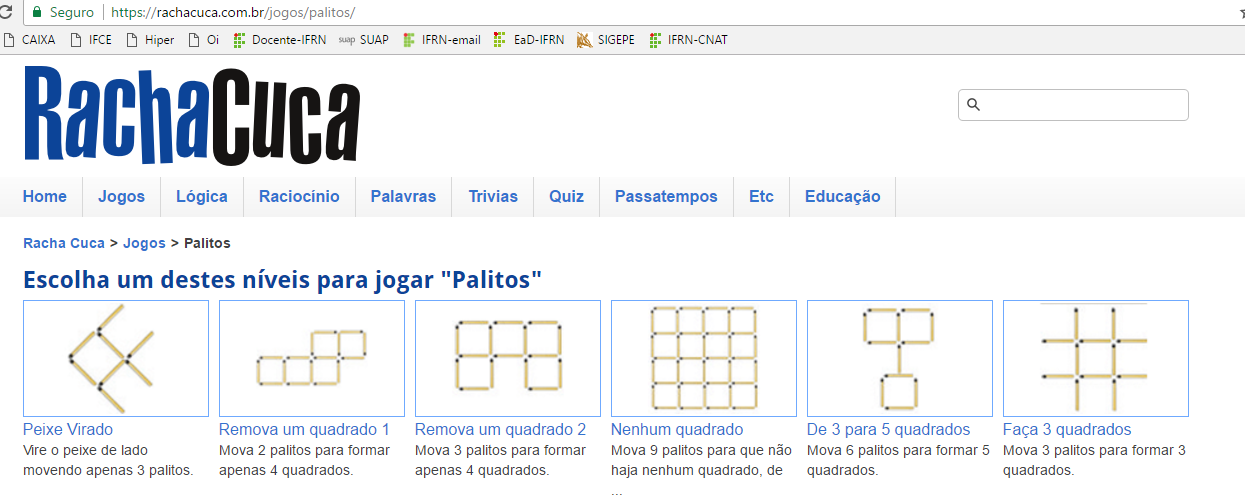 Seguro https://rachacuca.com.br/jogos/palitos/
CAIXA IFCE Hiper Oi Docente-IFRN suap SUAP IFRN-email EaD-IFRN SIGEPE IFRN-CNAT
RachaCuca
Home Jogos Lógica Raciocínio Palavras Trivias Quiz Passatempos Etc Educação
Racha Cuca > Jogos > Palitos
Escolha um destes níveis para jogar "Palitos"
Peixe Virado
Vire o peixe de lado
movendo apenas 3 palitos.
Remova um quadrado 1
Mova 2 palitos para formar
apenas 4 quadrados.
Remova um quadrado 2
Mova 3 palitos para formar
apenas 4 quadrados.
Nenhum quadrado
Mova 9 palitos para que não
haja nenhum quadrado, de
...
De 3 para 5 quadrados
Mova 6 palitos para formar 5
quadrados.
Faça 3 quadrados
Mova 3 palitos para formar 3
quadrados.